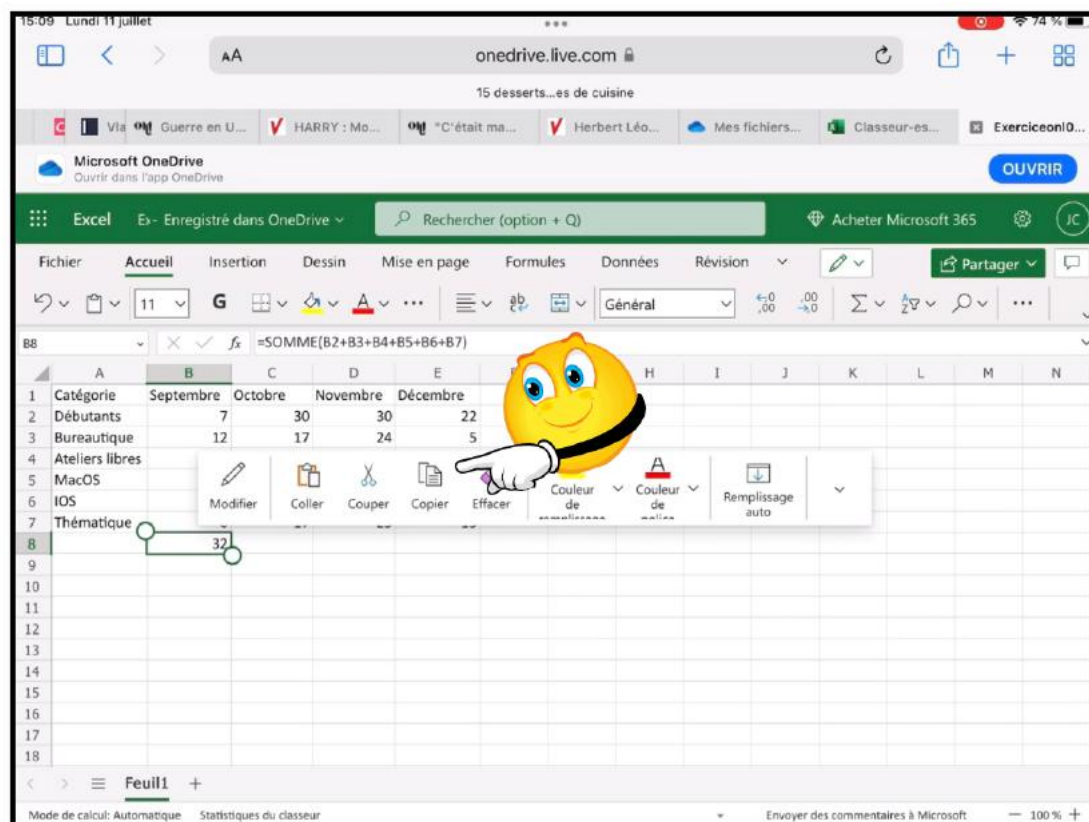 15:09 Lundi 11 juillet 74 %
AA onedrive.live.com
15 desserts...es de cuisine
Vla Guerre en U... HARRY : Mo... "C'était ma... Herbert Léo... Mes fichiers... Classeur-es... Exerciceonl0...
Microsoft OneDrive
Ouvrir dans l'app OneDrive
OUVRIR
Excel Ex- Enregistré dans OneDrive Rechercher (option + Q) Acheter Microsoft 365 JC
Fichier Accueil Insertion Dessin Mise en page Formules Données Révision Partager
11 G A ab Général
B8 fx =SOMME(B2+B3+B4+B5+B6+B7)
A B C D E H I J K L M N
1 Catégorie Septembre Octobre Novembre Décembre
2 Débutants 7 30 30 22
3 Bureautique 12 17 24 5
4 Ateliers libres
5 MacOS
6 IOS
7 Thématique
Modifier Coller Couper Copier Effacer Couleur de remplissage Couleur de police Remplissage auto
8 32
9
10
11
12
13
14
15
16
17
18
Feuil1 +
Mode de calcul: Automatique Statistiques du classeur Envoyer des commentaires à Microsoft — 100 % +